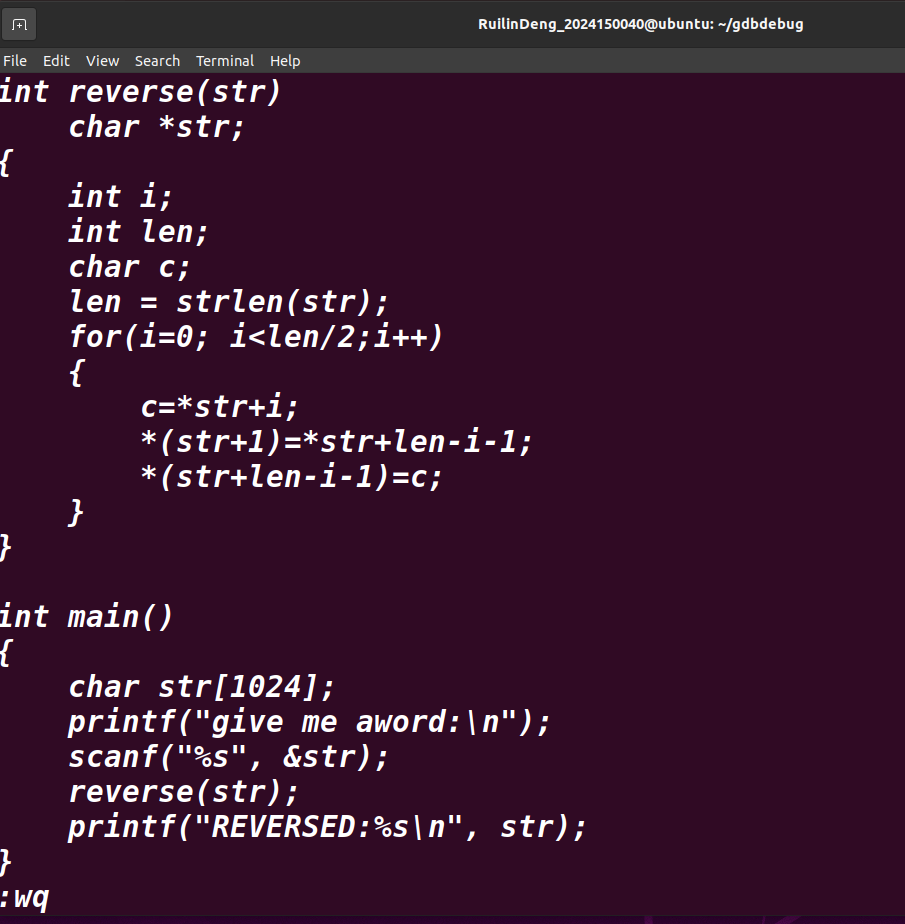 RuilinDeng_2024150040@ubuntu: ~/gdbdebug
File Edit View Search Terminal Help
int reverse(str)
    char *str;
{
    int i;
    int len;
    char c;
    len = strlen(str);
    for(i=0; i<len/2;i++)
    {
        c=*str+i;
        *(str+1)=*str+len-i-1;
        *(str+len-i-1)=c;
    }
}

int main()
{
    char str[1024];
    printf("give me aword:\n");
    scanf("%s", &str);
    reverse(str);
    printf("REVERSED:%s\n", str);
}
:wq